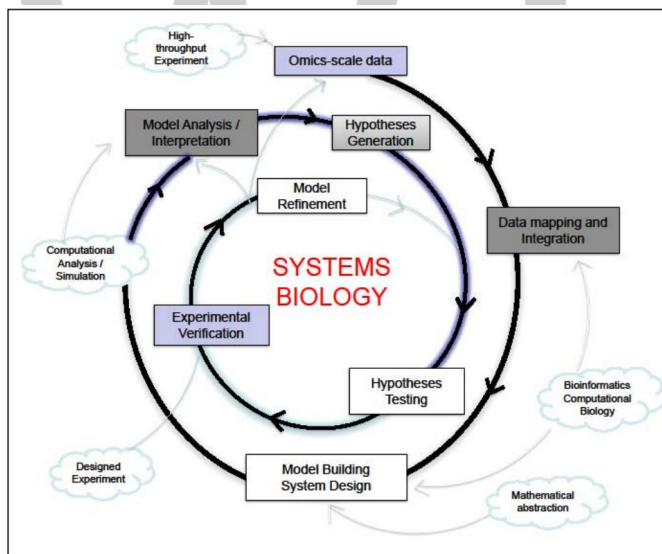 High-
throughput
Experiment
Omics-scale data
Model Analysis /
Interpretation
Hypotheses
Generation
Model
Refinement
Data mapping and
Integration
Computational
Analysis /
Simulation
SYSTEMS
BIOLOGY
Experimental
Verification
Hypotheses
Testing
Bioinformatics
Computational
Biology
Designed
Experiment
Model Building
System Design
Mathematical
abstraction